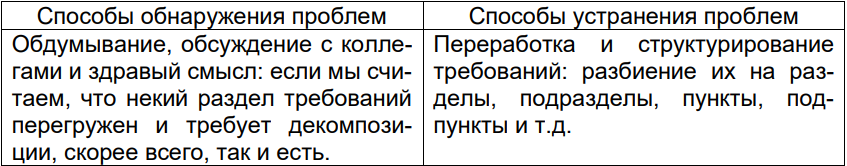 Способы обнаружения проблем
Обдумывание, обсуждение с колле-
гами и здравый смысл: если мы счи-
таем, что некий раздел требований
перегружен и требует декомпози-
ции, скорее всего, так и есть.
Способы устранения проблем
Переработка и структурирование
требований: разбиение их на раз-
делы, подразделы, пункты, под-
пункты и т.д.